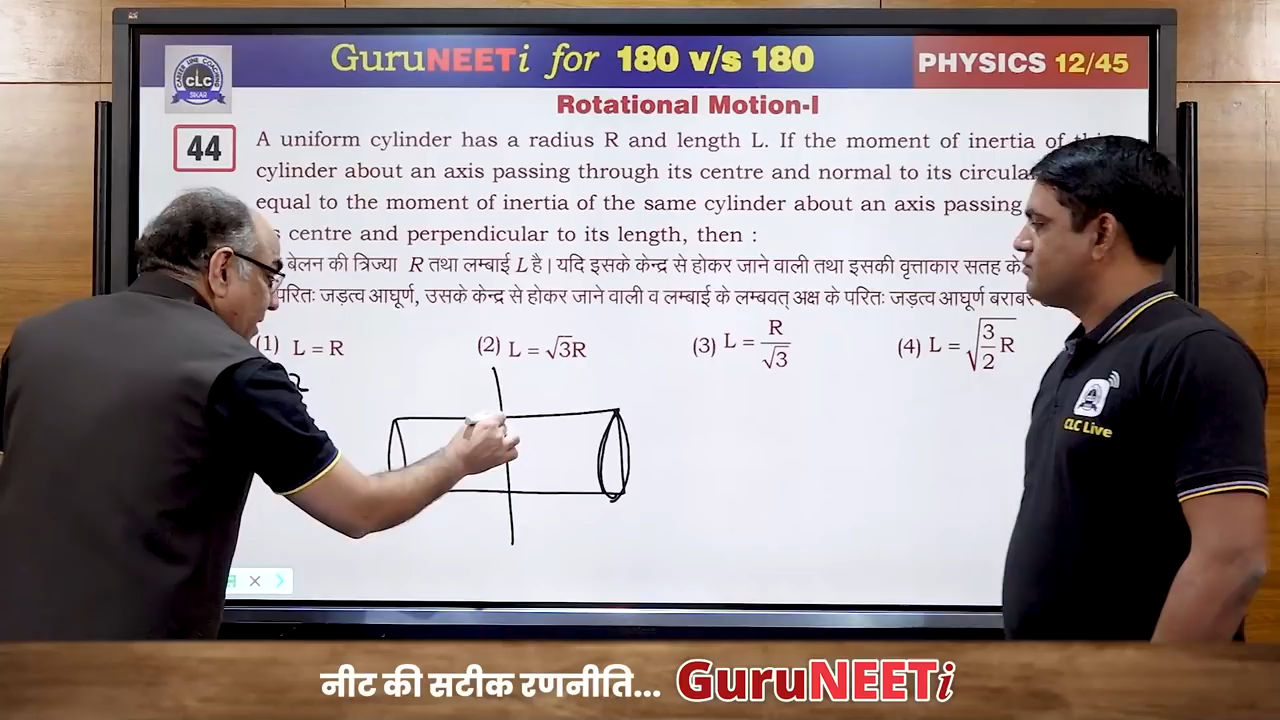 GuruNEETi for 180 v/s 180
PHYSICS 12/45
CLC
SIKAR
Rotational Motion-I
44
A uniform cylinder has a radius R and length L. If the moment of inertia of
cylinder about an axis passing through its centre and normal to its
equal to the moment of inertia of the same cylinder about an axis passing
centre and perpendicular to its length, then :
बेलन की त्रिज्या R तथा लम्बाई L है। यदि इसके केन्द्र से होकर जाने वाली तथा इसकी वृत्ताकार सतह
परितः जड़त्व आघूर्ण, उसके केन्द्र से होकर जाने वाली व लम्बाई के लम्बवत् अक्ष के परितः जड़त्व आघूर्ण बराबर
(1) L = R (2) L = √3R (3) L = R/√3 (4) L = √(3/2)R
2
CLC Live
नीट की सटीक रणनीति... GuruNEETi